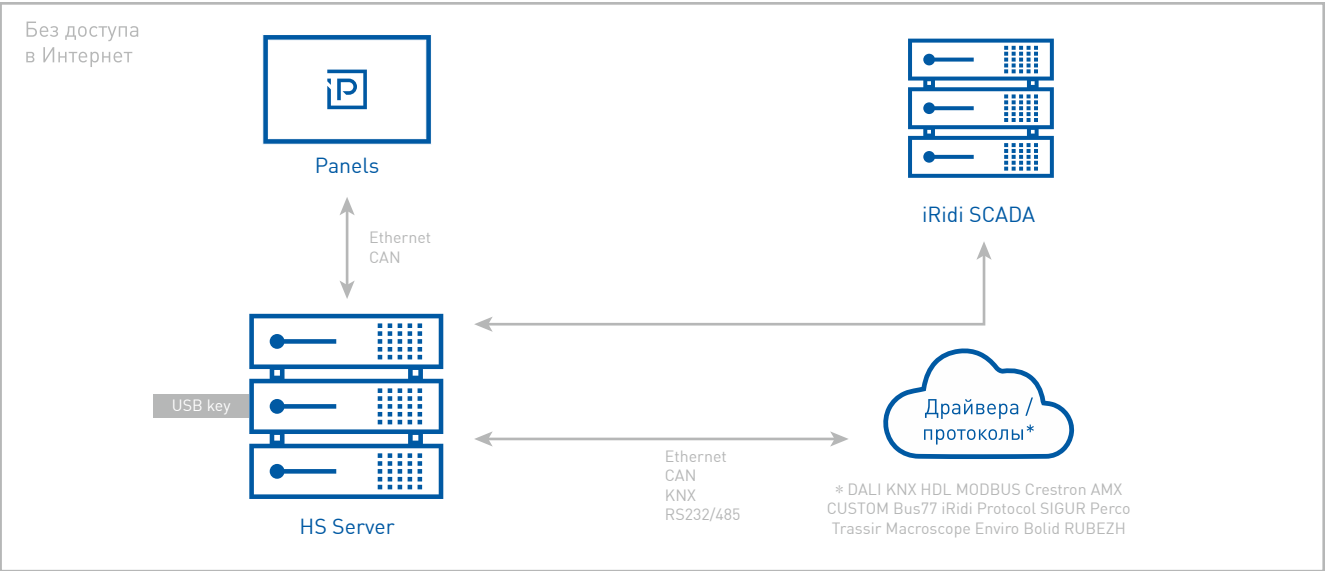 Без доступа
в Интернет
iP
Panels
iRidi SCADA
Ethernet
CAN
USB key
HS Server
Ethernet
CAN
KNX
RS232/485
Драйвера /
протоколы*
* DALI KNX HDL MODBUS Crestron AMX
CUSTOM Bus77 iRidi Protocol SIGUR Perco
Trassir Macroscope Enviro Bolid RUBEZH